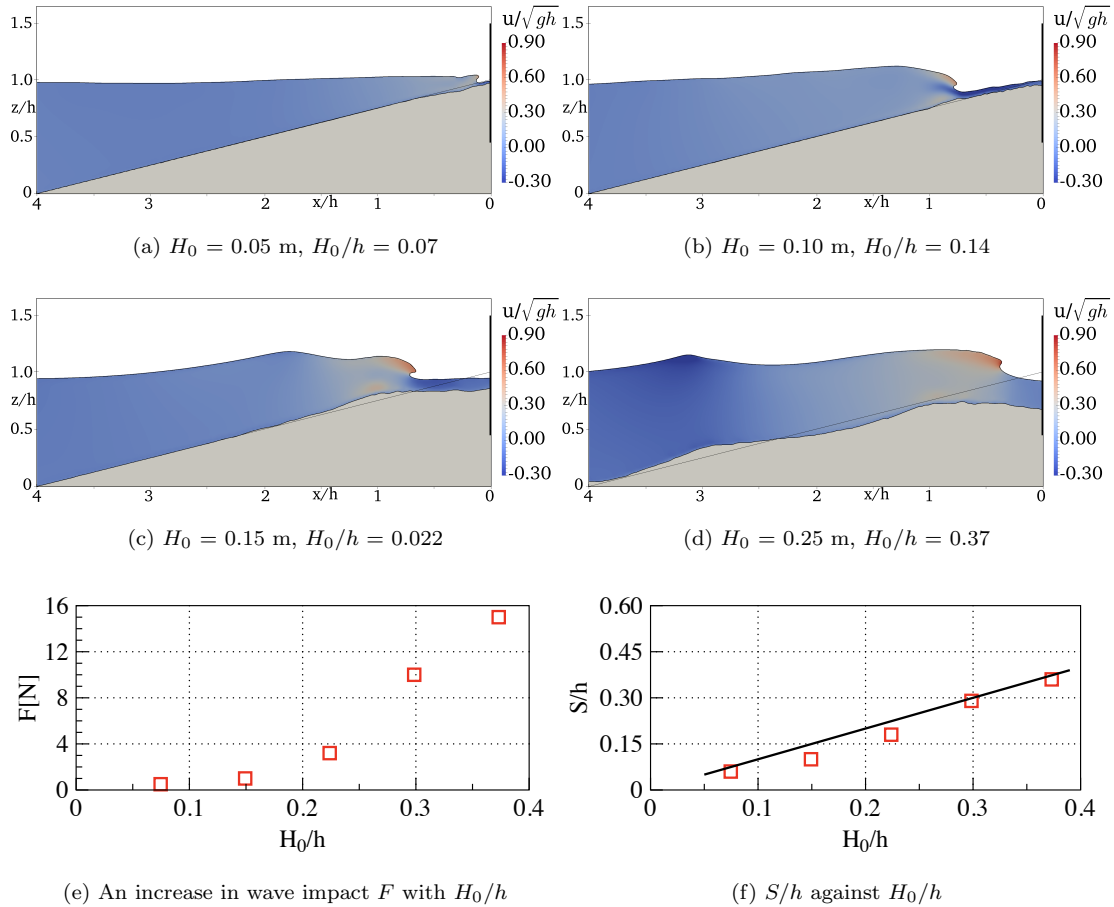 1.5
1.0
z/h
0.5
0
4
3
2
x/h
1
0
u/√gh
0.90
0.60
0.30
0.00
-0.30
(a) H₀ = 0.05 m, H₀/h = 0.07
1.5
1.0
z/h
0.5
0
4
3
2
x/h
1
0
u/√gh
0.90
0.60
0.30
0.00
-0.30
(b) H₀ = 0.10 m, H₀/h = 0.14
1.5
1.0
z/h
0.5
0
4
3
2
x/h
1
0
u/√gh
0.90
0.60
0.30
0.00
-0.30
(c) H₀ = 0.15 m, H₀/h = 0.022
1.5
1.0
z/h
0.5
0
4
3
2
x/h
1
0
u/√gh
0.90
0.60
0.30
0.00
-0.30
(d) H₀ = 0.25 m, H₀/h = 0.37
16
12
8
4
0
F[N]
0 0.1 0.2 0.3 0.4
H₀/h
(e) An increase in wave impact F with H₀/h
0.60
0.45
0.30
0.15
0
S/h
0 0.1 0.2 0.3 0.4
H₀/h
(f) S/h against H₀/h